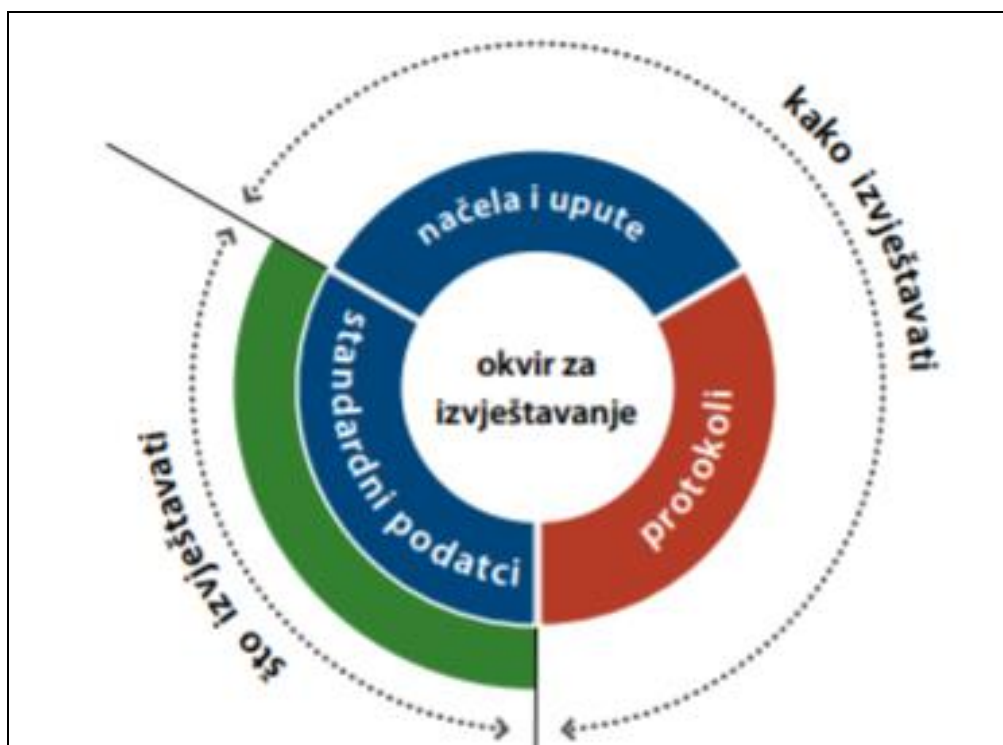 kako izvještavati
načela i upute
okvir za
izvještavanje
standardni podatci
protokoli
što izvještavati